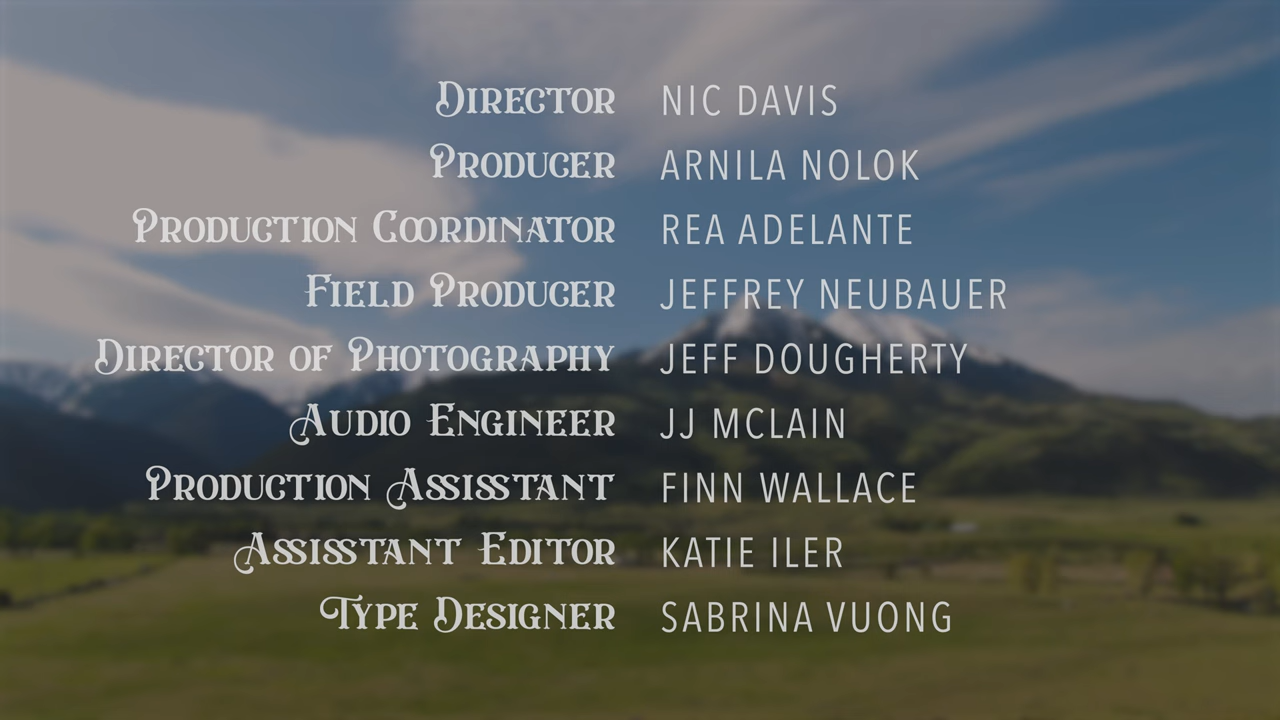 Director NIC DAVIS
Producer ARNILA NOLOK
Production Coordinator REA ADELANTE
Field Producer JEFFREY NEUBAUER
Director of Photography JEFF DOUGHERTY
Audio Engineer JJ MCLAIN
Production Assisstant FINN WALLACE
Assisstant Editor KATIE ILER
Type Designer SABRINA VUONG